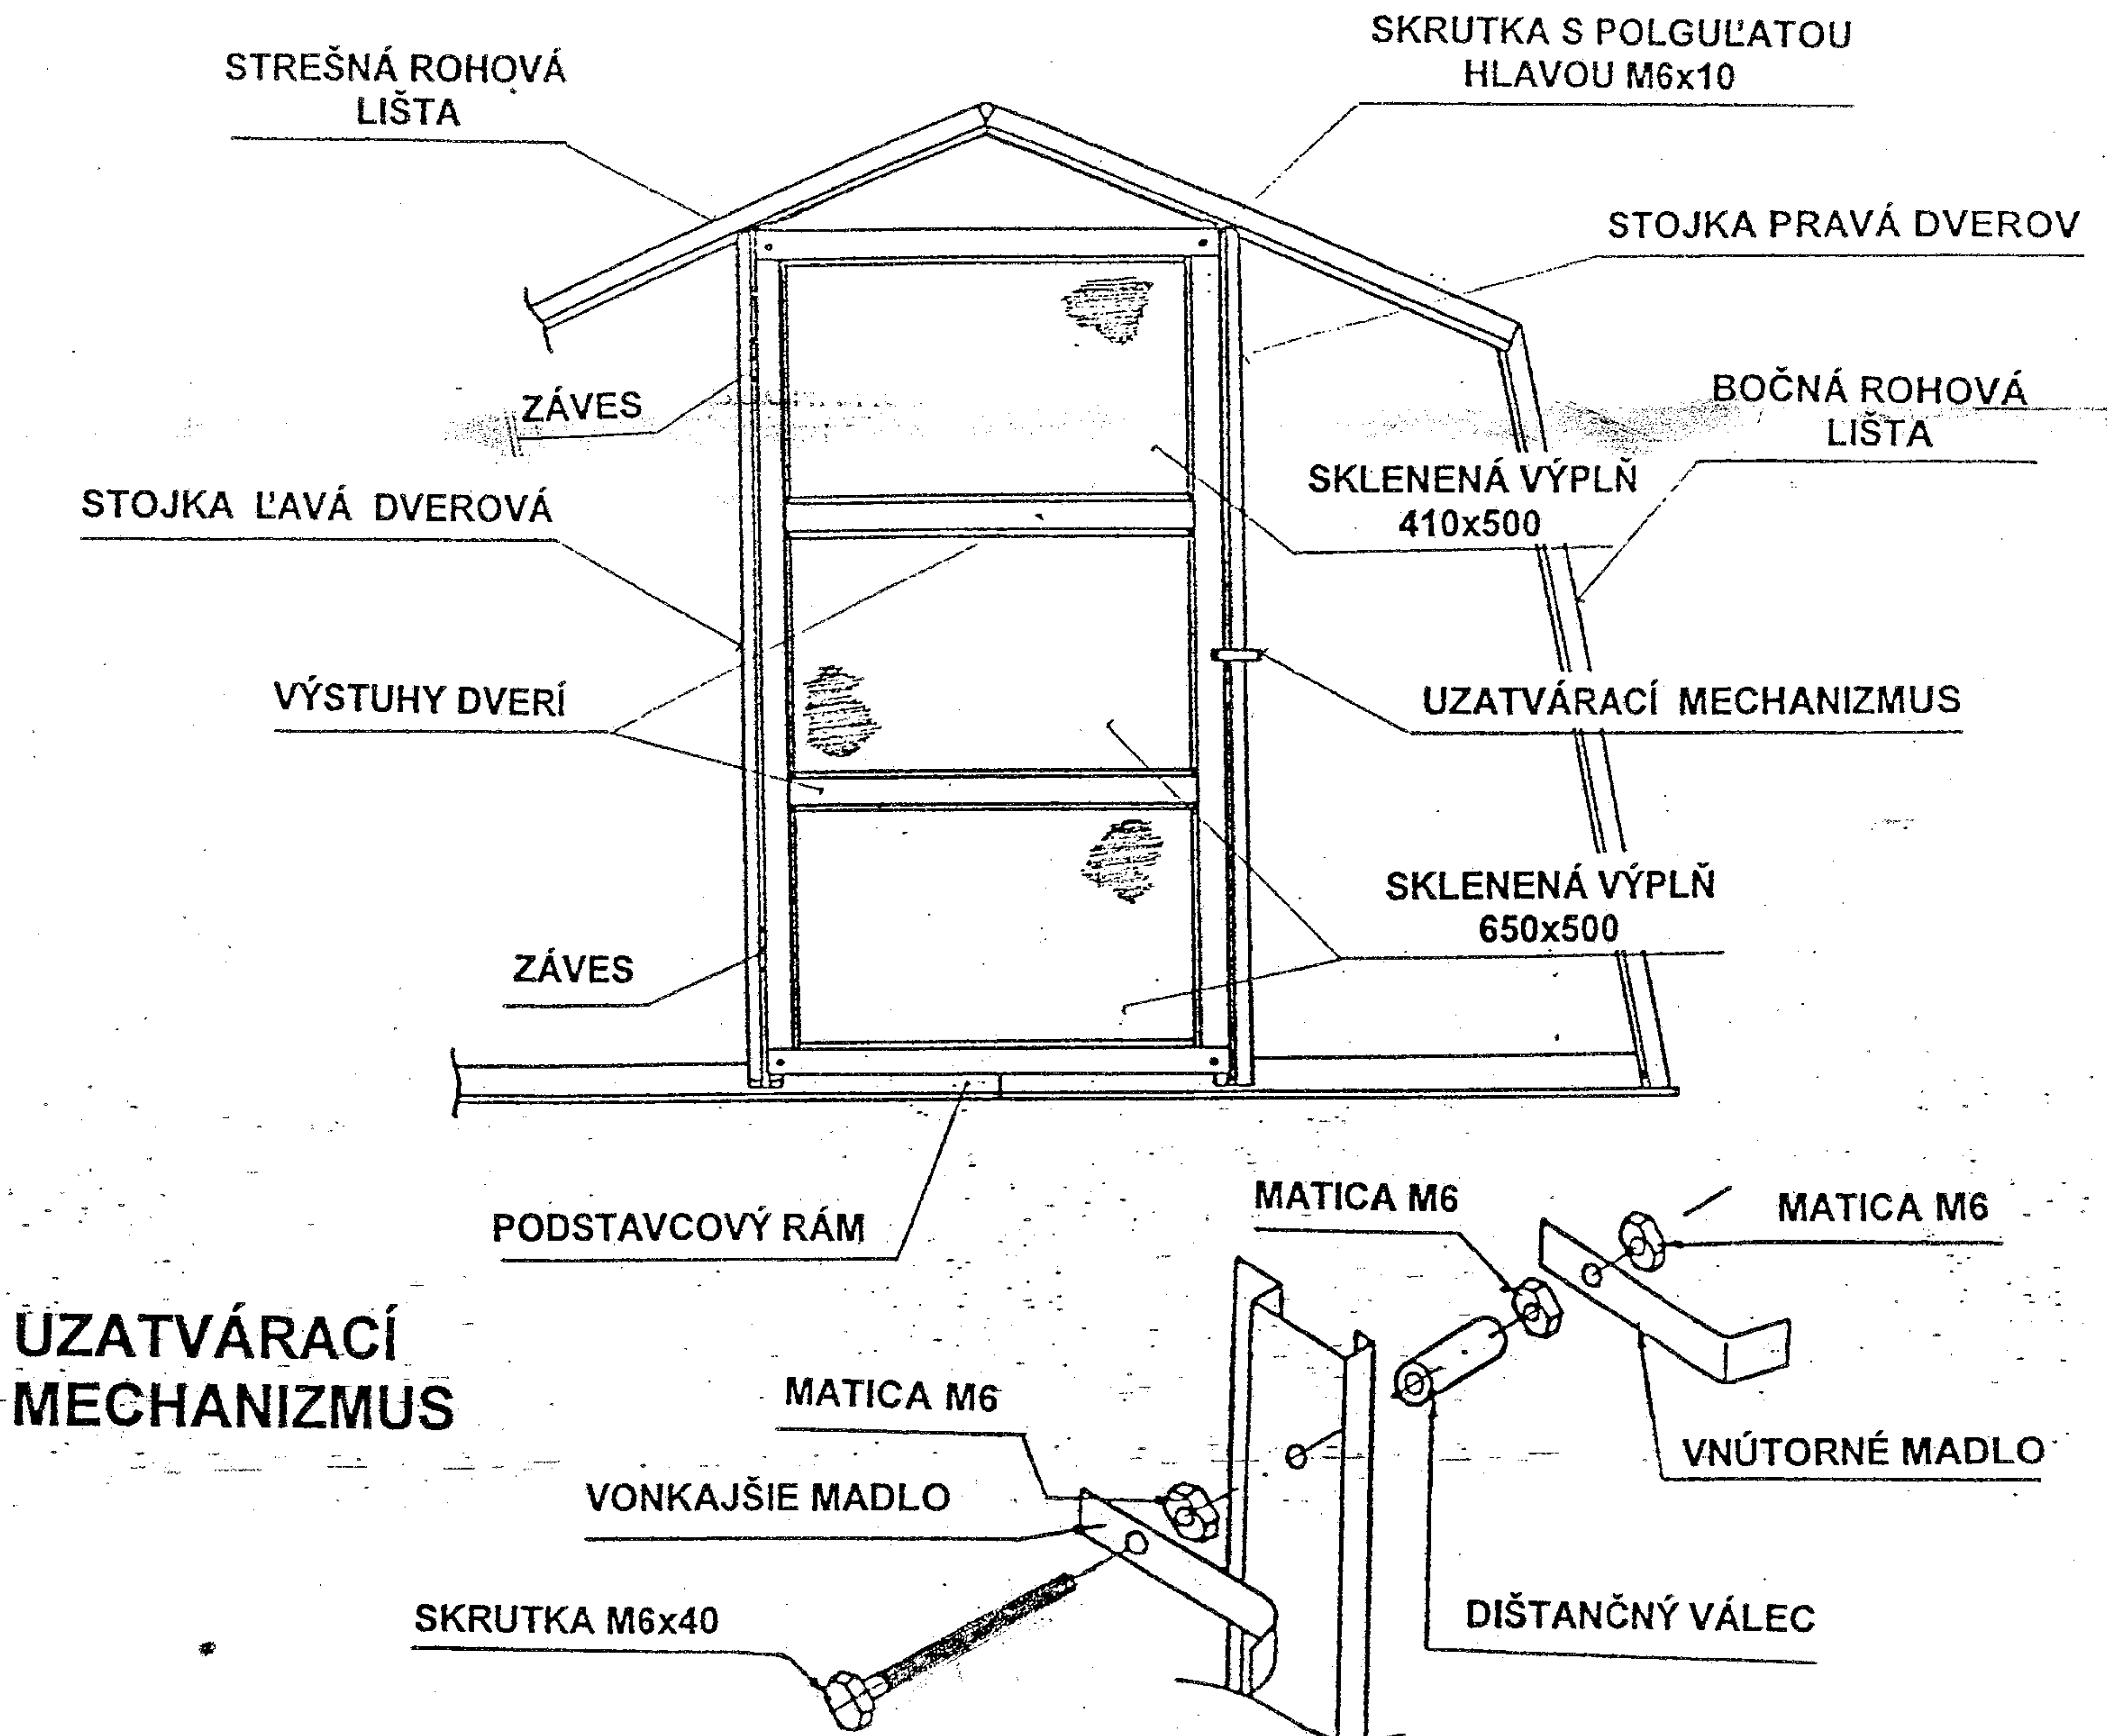 SKRUTKA S POLGUĽATOU
HLAVOU M6x10
STREŠNÁ ROHOVÁ
LIŠTA
STOJKA PRAVÁ DVEROV
ZÁVES
BOČNÁ ROHOVÁ
LIŠTA
SKLENENÁ VÝPLŇ
410x500
STOJKA ĽAVÁ DVEROVÁ
VÝSTUHY DVERÍ
UZATVÁRACÍ MECHANIZMUS
SKLENENÁ VÝPLŇ
650x500
ZÁVES
PODSTAVCOVÝ RÁM
MATICA M6
MATICA M6
UZATVÁRACÍ
MECHANIZMUS
MATICA M6
VNÚTORNÉ MADLO
VONKAJŠIE MADLO
SKRUTKA M6x40
DIŠTANČNÝ VÁLEC